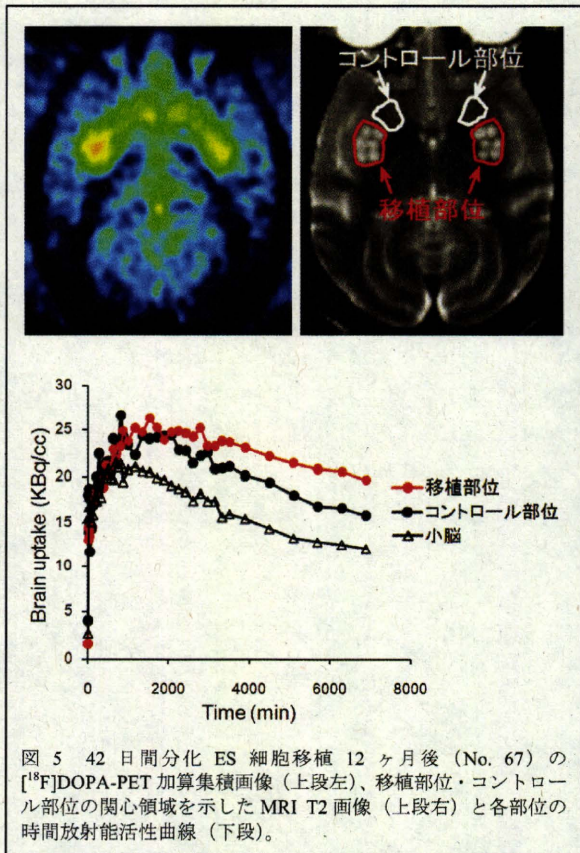 コントロール部位
移植部位
30
25
20
15
10
5
0
Brain uptake (KBq/cc)
移植部位
コントロール部位
小脳
0 2000 4000 6000 8000
Time (min)
図 5 42 日間分化 ES 細胞移植 12 ヶ月後（No. 67）の
[¹⁸F]DOPA-PET 加算集積画像（上段左）、移植部位・コントロー
ル部位の関心領域を示した MRI T2 画像（上段右）と各部位の
時間放射能活性曲線（下段）。